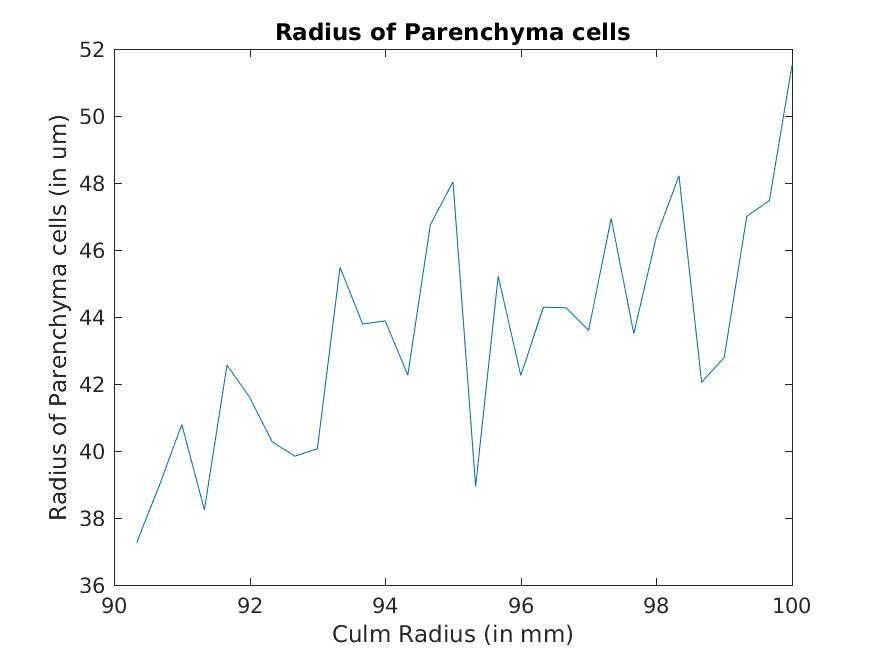 Radius of Parenchyma cells
52
50
48
46
44
42
40
38
36
Radius of Parenchyma cells (in um)
90 92 94 96 98 100
Culm Radius (in mm)